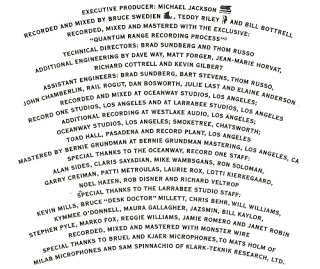 EXECUTIVE PRODUCER: MICHAEL JACKSON
RECORDED AND MIXED BY BRUCE SWEDIEN, TEDDY RILEY AND BILL BOTTRELL
RECORDED, MIXED AND MASTERED WITH THE EXCLUSIVE:
"QUANTUM RANGE RECORDING PROCESS"
TECHNICAL DIRECTORS: BRAD SUNDBERG AND THOM RUSSO
ADDITIONAL ENGINEERING BY DAVE WAY, MATT FORGER, JEAN-MARIE HORVAT,
RICHARD COTTRELL AND KEVIN GILBERT
ASSISTANT ENGINEERS: BRAD SUNDBERG, BART STEVENS, THOM RUSSO,
JOHN CHAMBERLIN, RAIL ROGUT, DAN BOSWORTH, JULIE LAST AND ELAINE ANDERSON
RECORDED AND MIXED AT OCEANWAY STUDIOS, LOS ANGELES;
RECORD ONE STUDIOS, LOS ANGELES AND AT LARRABEE STUDIOS, LOS ANGELES
ADDITIONAL RECORDING AT WESTLAKE AUDIO, LOS ANGELES;
OCEANWAY STUDIOS, LOS ANGELES; SMOKETREE, CHATSWORTH;
TOAD HALL, PASADENA AND RECORD PLANT, LOS ANGELES
MASTERED BY BERNIE GRUNDMAN AT BERNIE GRUNDMAN MASTERING, LOS ANGELES, CA
SPECIAL THANKS TO THE OCEANWAY, RECORD ONE STAFF:
ALAN SIDES, CLARIS SAYADIAN, MIKE WAMBSGANS, RON SOLOMAN,
GARRY CREIMAN, PATTI METROULAS, LAURIE ROX, LOTTI KIERKEGAARD,
NOEL HAZEN, ROB DISNER AND RICHARD VELTROP
SPECIAL THANKS TO THE LARRABEE STUDIO STAFF:
KEVIN MILLS, BRUCE "DESK DOCTOR" MILLETT, CHRIS BEHR, WILL WILLIAMS,
KYMMEE O'DONNELL, MAURA GALLAGHER, JAZSMIN, BILL KAYLOR,
STEPHEN PYLE, MARKO FOX, REGGIE WILLIAMS, JAMIE ROMERO AND JANET ROBIN
RECORDED, MIXED AND MASTERED WITH MONSTER WIRE
SPECIAL THANKS TO BRUEL AND KJAER MICROPHONES, TO MATS HOLM OF
MILAB MICROPHONES AND SAM SPINNACHIO OF KLARK-TEKNIK RESEARCH, LTD.